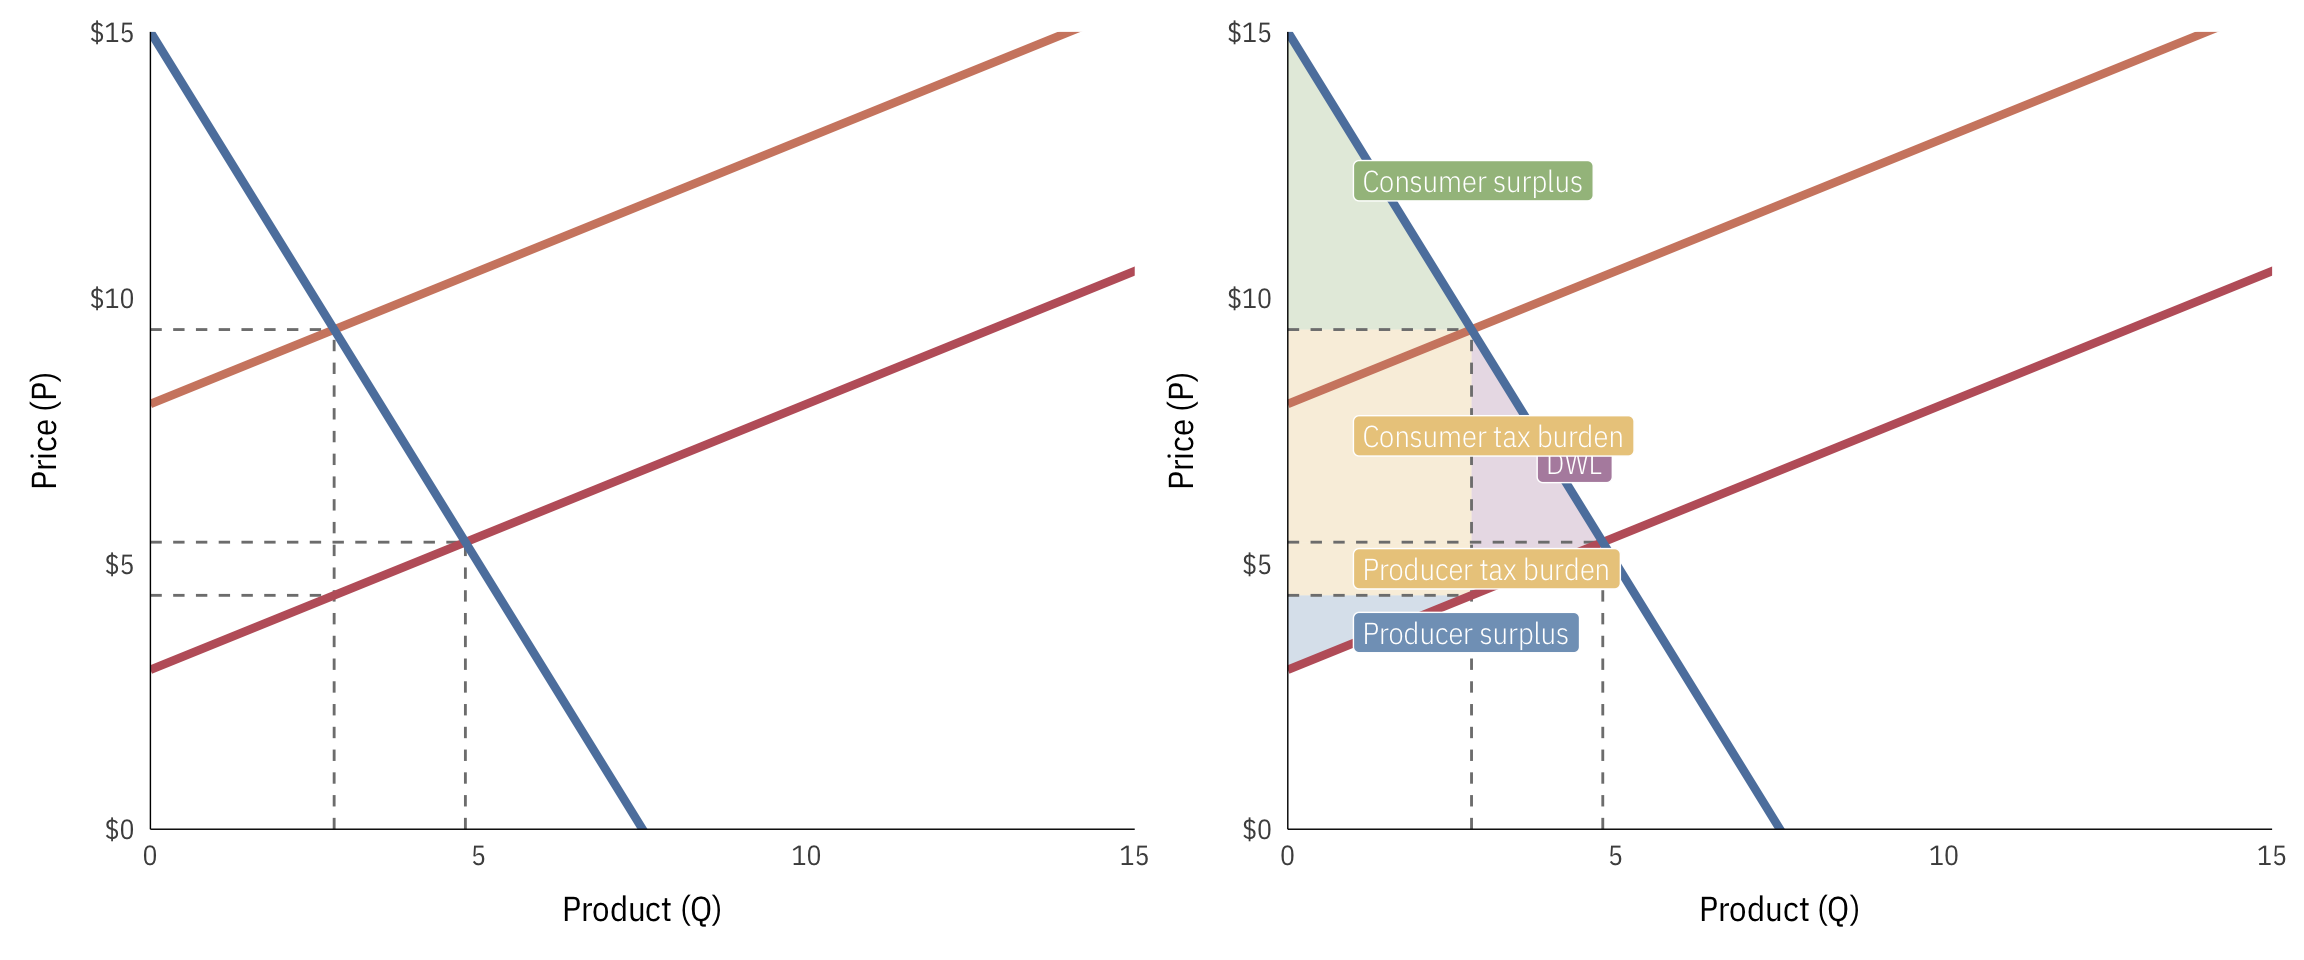 $15
$10
$5
$0
0
5
10
15
Price (P)
Product (Q)
$15
$10
$5
$0
0
5
10
15
Price (P)
Product (Q)
Consumer surplus
Consumer tax burden
DWL
Producer tax burden
Producer surplus